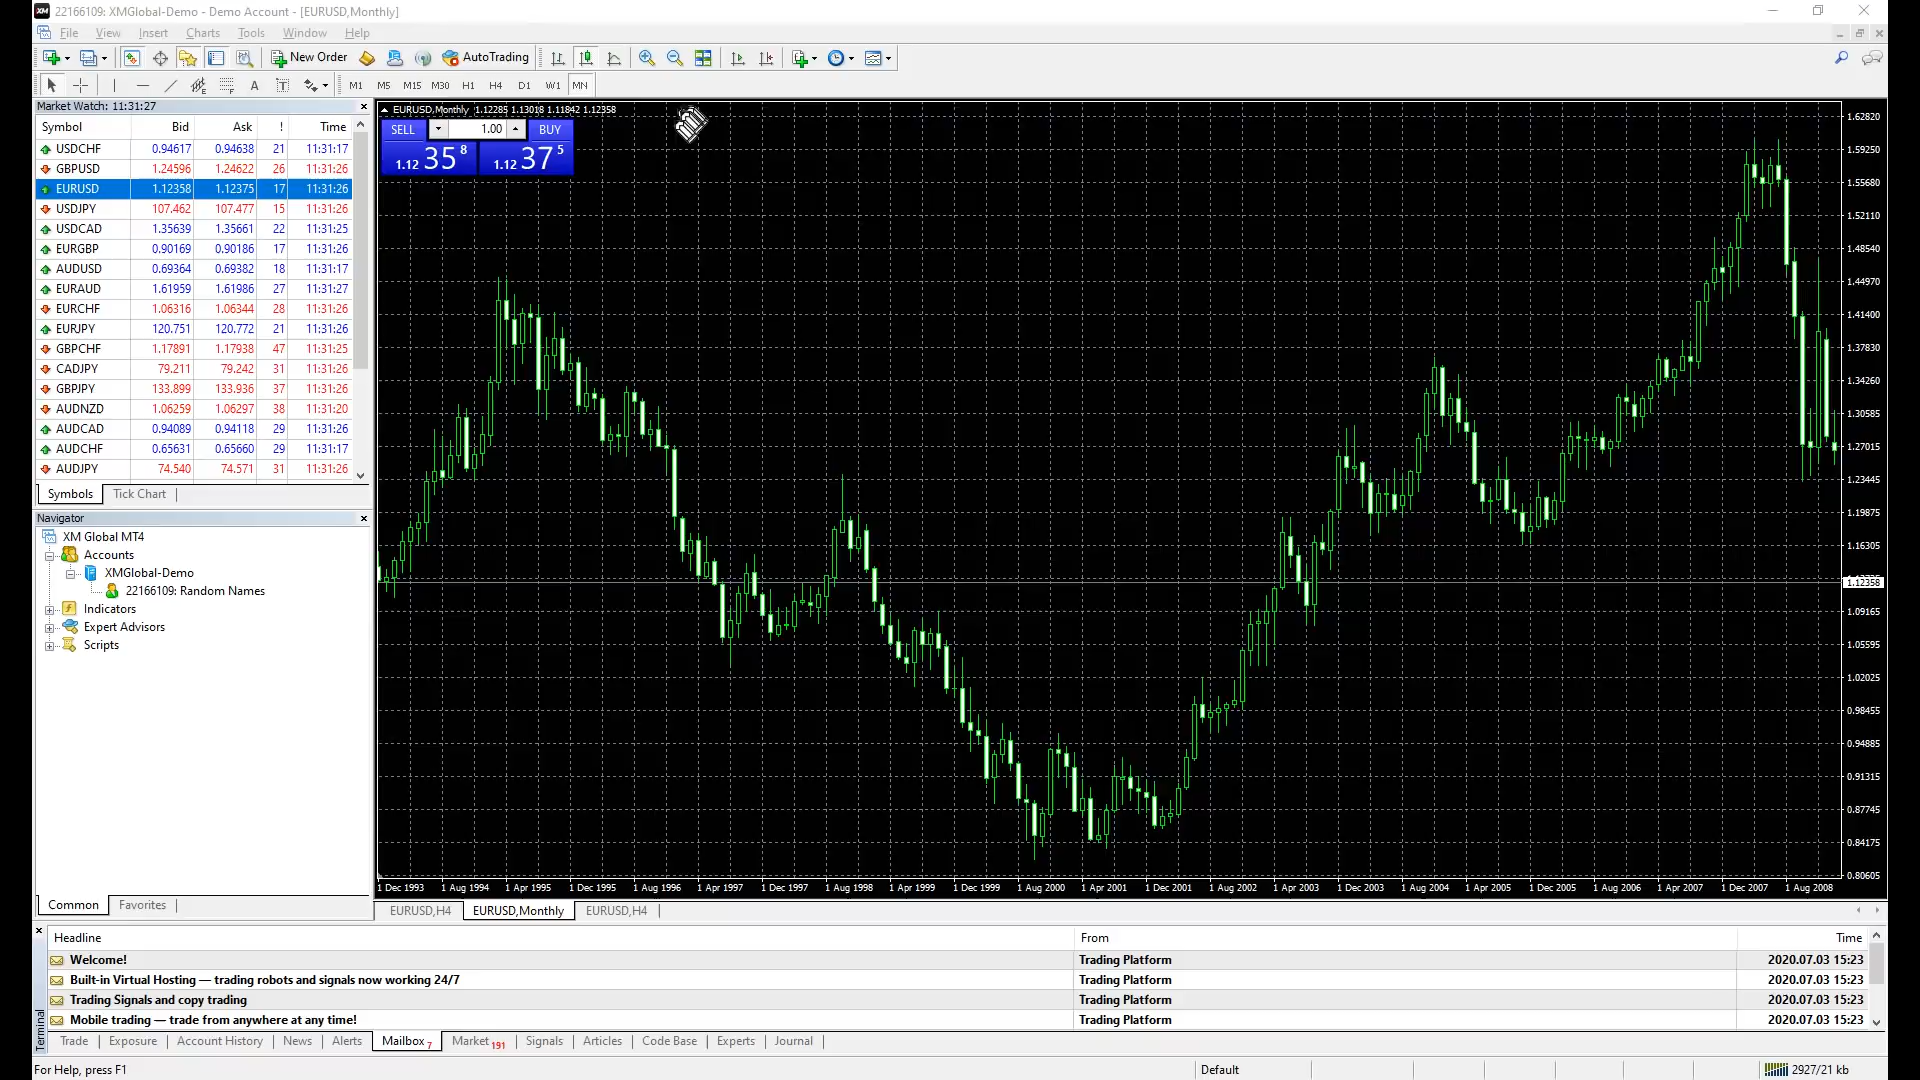 22166109: XMGlobal-Demo - Demo Account - [EURUSD,Monthly]
File View Insert Charts Tools Window Help
New Order AutoTrading
A T M1 M5 M15 M30 H1 H4 D1 W1 MN
Market Watch: 11:31:27
Symbol Bid Ask ! Time
USDCHF 0.94617 0.94638 21 11:31:17
GBPUSD 1.24596 1.24622 26 11:31:26
EURUSD 1.12358 1.12375 17 11:31:26
USDJPY 107.462 107.477 15 11:31:26
USDCAD 1.35639 1.35661 22 11:31:25
EURGBP 0.90169 0.90186 17 11:31:26
AUDUSD 0.69364 0.69382 18 11:31:17
EURAUD 1.61959 1.61986 27 11:31:27
EURCHF 1.06316 1.06344 28 11:31:26
EURJPY 120.751 120.772 21 11:31:26
GBPCHF 1.17891 1.17938 47 11:31:25
CADJPY 79.211 79.242 31 11:31:26
GBPJPY 133.899 133.936 37 11:31:26
AUDNZD 1.06259 1.06297 38 11:31:20
AUDCAD 0.94089 0.94118 29 11:31:26
AUDCHF 0.65631 0.65660 29 11:31:17
AUDJPY 74.540 74.571 31 11:31:26
Symbols Tick Chart
Navigator
XM Global MT4
Accounts
XMGlobal-Demo
22166109: Random Names
Indicators
Expert Advisors
Scripts
Common Favorites
EURUSD,Monthly 1.12285 1.13018 1.11842 1.12358
SELL 1.00 BUY
1.12 35 8 1.12 37 5
1.62820
1.59250
1.55680
1.52110
1.48540
1.44970
1.41400
1.37830
1.34260
1.30585
1.27015
1.23445
1.19875
1.16305
1.12358
1.09165
1.05595
1.02025
0.98455
0.94885
0.91315
0.87745
0.84175
0.80605
1 Dec 1993 1 Aug 1994 1 Apr 1995 1 Dec 1995 1 Aug 1996 1 Apr 1997 1 Dec 1997 1 Aug 1998 1 Apr 1999 1 Dec 1999 1 Aug 2000 1 Apr 2001 1 Dec 2001 1 Aug 2002 1 Apr 2003 1 Dec 2003 1 Aug 2004 1 Apr 2005 1 Dec 2005 1 Aug 2006 1 Apr 2007 1 Dec 2007 1 Aug 2008
EURUSD,H4 EURUSD,Monthly EURUSD,H4
Headline From Time
Welcome! Trading Platform 2020.07.03 15:23
Built-in Virtual Hosting — trading robots and signals now working 24/7 Trading Platform 2020.07.03 15:23
Trading Signals and copy trading Trading Platform 2020.07.03 15:23
Mobile trading — trade from anywhere at any time! Trading Platform 2020.07.03 15:23
Terminal
Trade Exposure Account History News Alerts Mailbox 7 Market 191 Signals Articles Code Base Experts Journal
For Help, press F1 Default 2927/21 kb